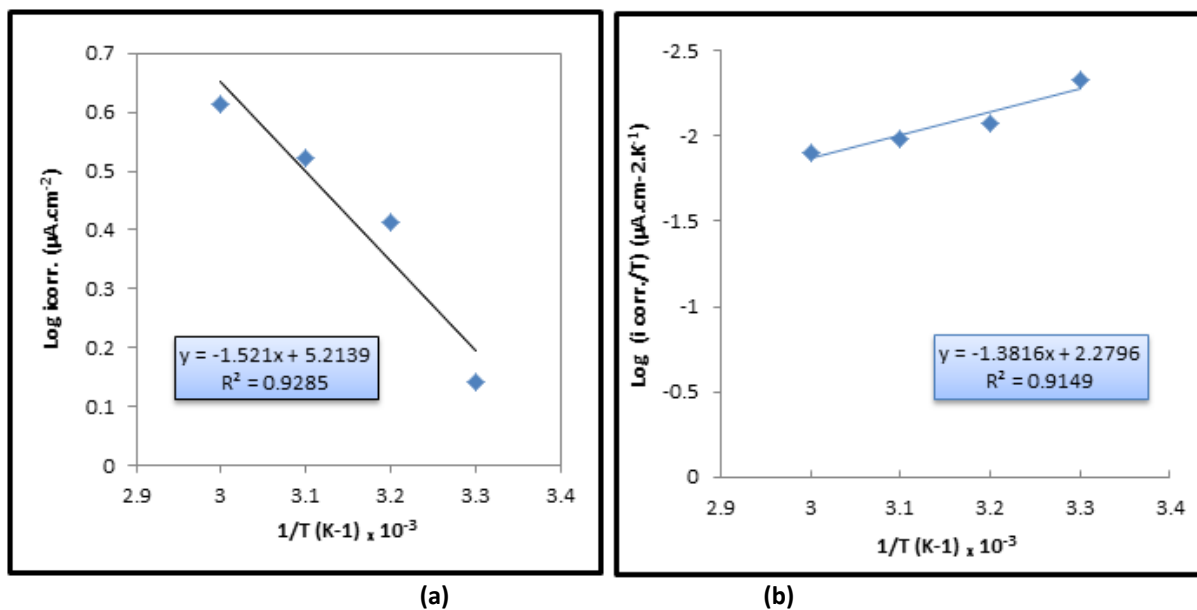 0.7
0.6
0.5
0.4
0.3
0.2
0.1
0
2.9 3 3.1 3.2 3.3 3.4
Log icorr. (µA.cm-2)
1/T (K-1) x 10-3
y = -1.521x + 5.2139
R² = 0.9285
(a)
-2.5
-2
-1.5
-1
-0.5
0
2.9 3 3.1 3.2 3.3 3.4
Log (i corr./T) (µA.cm-2.K-1)
1/T (K-1) x 10-3
y = -1.3816x + 2.2796
R² = 0.9149
(b)